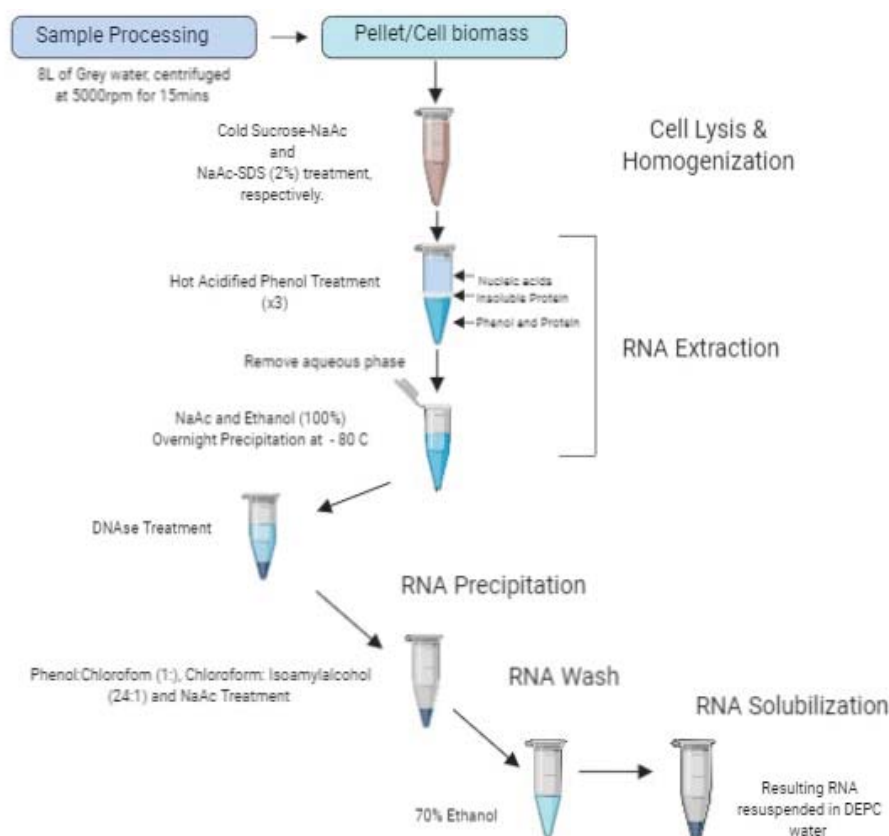 Sample Processing
Pellet/Cell biomass
8L of Grey water, centrifuged
at 5000rpm for 15mins
Cold Sucrose-NaAc
and
NaAc-SDS (2%) treatment,
respectively.
Cell Lysis &
Homogenization
Hot Acidified Phenol Treatment
(x3)
Nucleic acids
Insoluble Protein
Phenol and Protein
RNA Extraction
Remove aqueous phase
NaAc and Ethanol (100%)
Overnight Precipitation at - 80 C
DNAse Treatment
RNA Precipitation
Phenol:Chlorofom (1:), Chloroform: Isoamylalcohol
(24:1) and NaAc Treatment
RNA Wash
RNA Solubilization
70% Ethanol
Resulting RNA
resuspended in DEPC
water